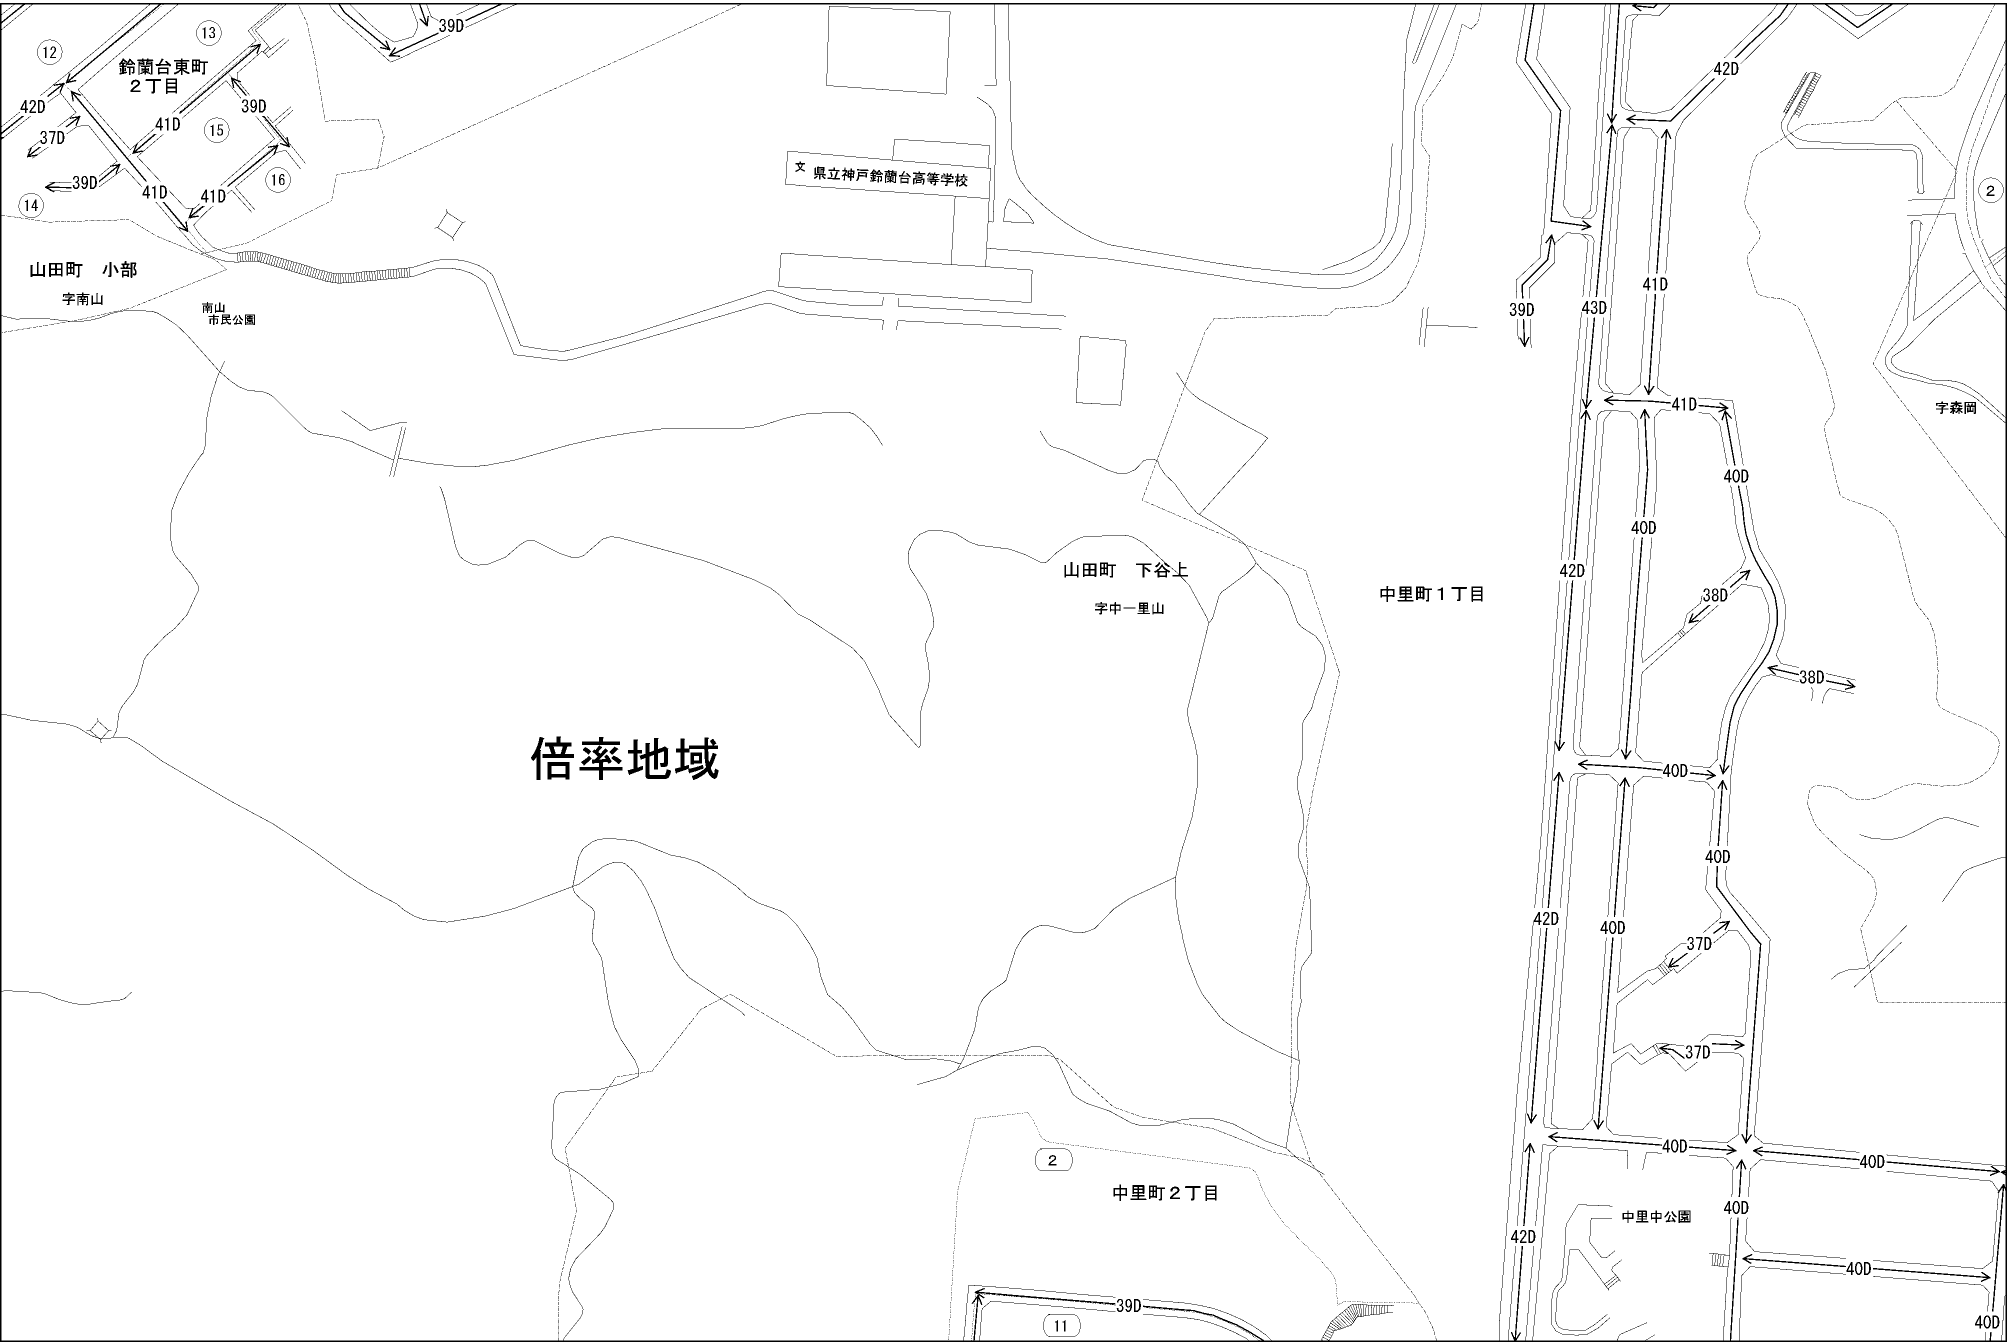 39D
13
12
鈴蘭台東町
２丁目
42D
42D
39D
41D
15
37D
文 県立神戸鈴蘭台高等学校
39D
41D
41D
16
14
2
山田町　小部
字南山
南山
市民公園
41D
39D
43D
41D
字森岡
40D
40D
山田町　下谷上
42D
字中一里山
中里町１丁目
38D
38D
倍率地域
40D
40D
42D
40D
37D
37D
40D
2
40D
中里町２丁目
40D
中里中公園
42D
40D
39D
11
40D